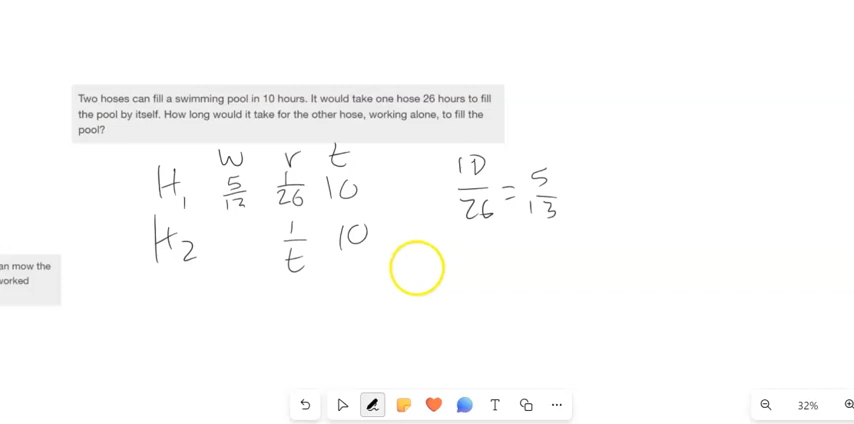 Two hoses can fill a swimming pool in 10 hours. It would take one hose 26 hours to fill
the pool by itself. How long would it take for the other hose, working alone, to fill the
pool?
w r t
H₁ 5/13 1/26 10
10/26 = 5/13
H₂ 1/t 10
an mow the
worked
T
32%